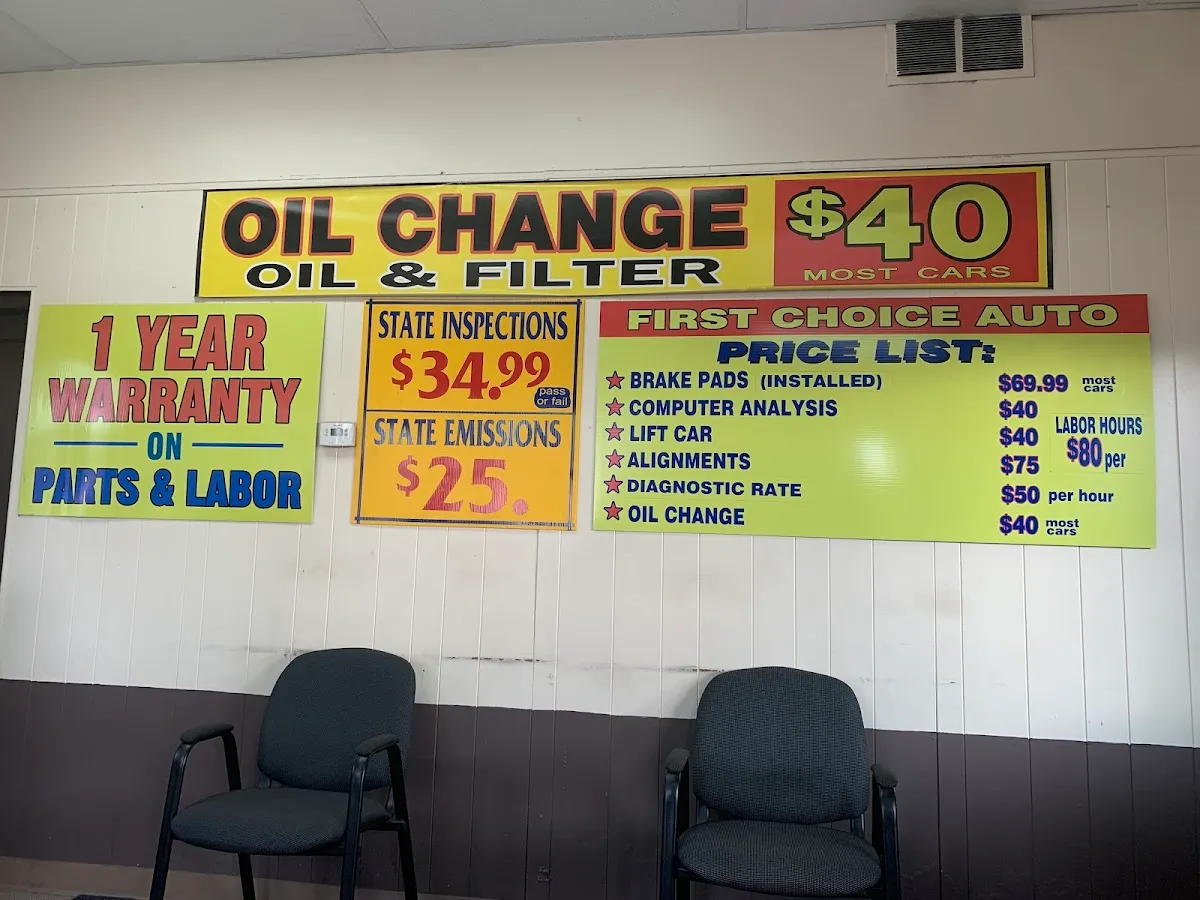 OIL CHANGE
OIL & FILTER
$40
MOST CARS
1 YEAR
WARRANTY
ON
PARTS & LABOR
STATE INSPECTIONS
$34.99
pass
or fail
STATE EMISSIONS
$25.
FIRST CHOICE AUTO
PRICE LIST:
BRAKE PADS (INSTALLED) $69.99 most cars
COMPUTER ANALYSIS $40
LIFT CAR $40
ALIGNMENTS $75
DIAGNOSTIC RATE $50 per hour
OIL CHANGE $40 most cars
LABOR HOURS
$80 per